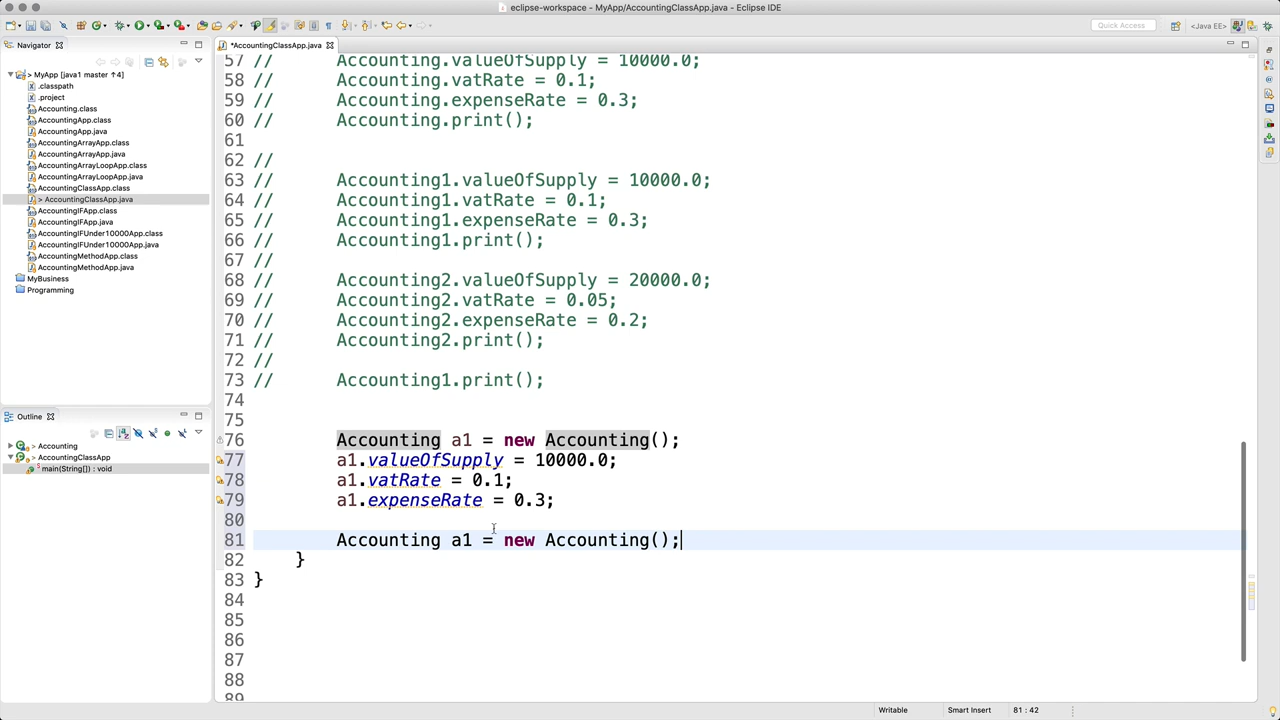 eclipse-workspace - MyApp/AccountingClassApp.java - Eclipse IDE
Quick Access
<Java EE>
Navigator
*AccountingClassApp.java
> MyApp [java1 master ↑4]
.classpath
.project
Accounting.class
AccountingApp.class
AccountingApp.java
AccountingArrayApp.class
AccountingArrayApp.java
AccountingArrayLoopApp.class
AccountingArrayLoopApp.java
AccountingClassApp.class
> AccountingClassApp.java
AccountingIFApp.class
AccountingIFApp.java
AccountingIFUnder10000App.class
AccountingIFUnder10000App.java
AccountingMethodApp.class
AccountingMethodApp.java
MyBusiness
Programming
Outline
> Accounting
AccountingClassApp
main(String[]) : void
57 // Accounting.valueOfSupply = 10000.0;
58 // Accounting.vatRate = 0.1;
59 // Accounting.expenseRate = 0.3;
60 // Accounting.print();
61
62 //
63 // Accounting1.valueOfSupply = 10000.0;
64 // Accounting1.vatRate = 0.1;
65 // Accounting1.expenseRate = 0.3;
66 // Accounting1.print();
67 //
68 // Accounting2.valueOfSupply = 20000.0;
69 // Accounting2.vatRate = 0.05;
70 // Accounting2.expenseRate = 0.2;
71 // Accounting2.print();
72 //
73 // Accounting1.print();
74
75
76 Accounting a1 = new Accounting();
77 a1.valueOfSupply = 10000.0;
78 a1.vatRate = 0.1;
79 a1.expenseRate = 0.3;
80
81 Accounting a1 = new Accounting();
82 }
83 }
84
85
86
87
88
89
Writable
Smart Insert
81 : 42